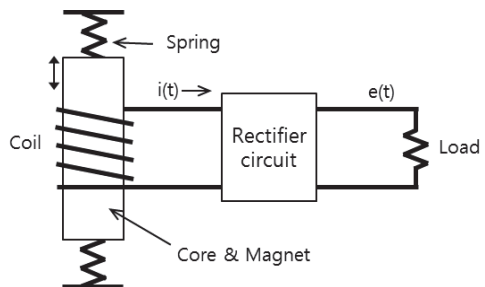 Spring
i(t)
e(t)
Coil
Rectifier
circuit
Load
Core & Magnet